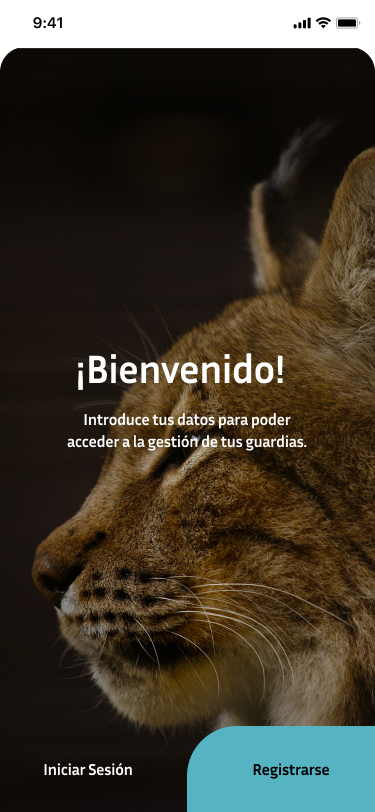 9:41
¡Bienvenido!
Introduce tus datos para poder
acceder a la gestión de tus guardias.
Iniciar Sesión
Registrarse